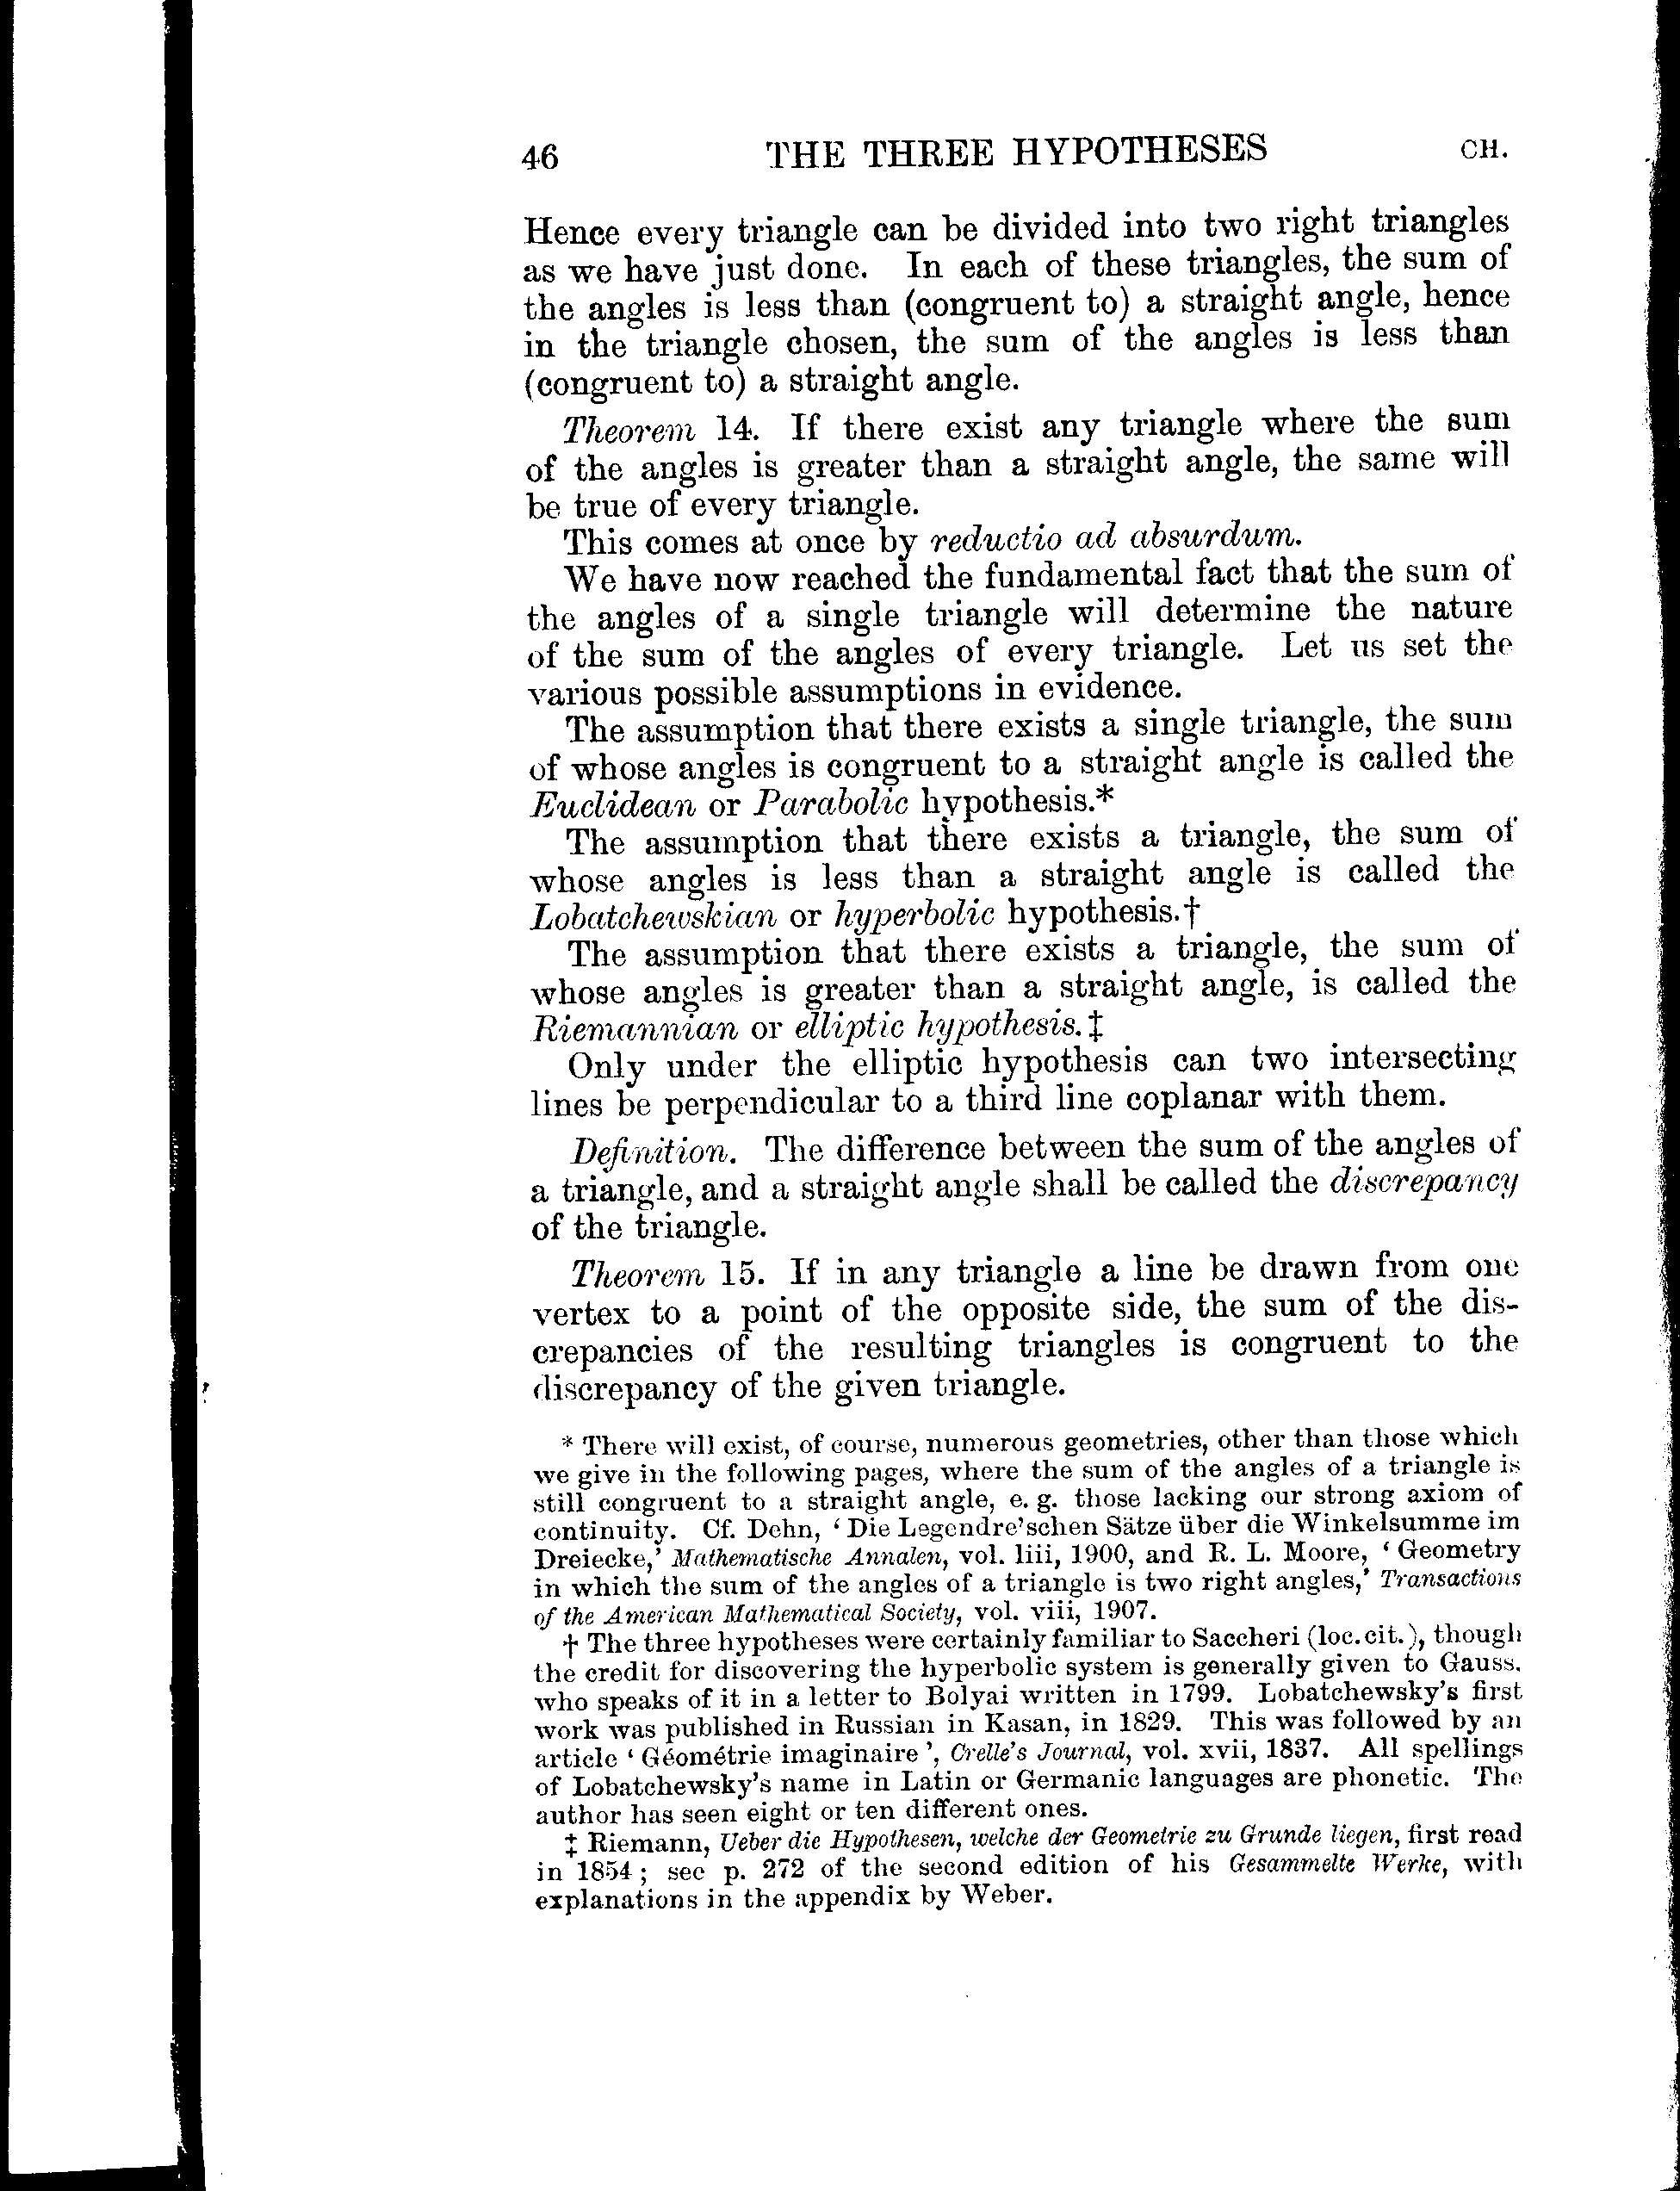 46 THE THREE HYPOTHESES CH.
Hence every triangle can be divided into two right triangles
as we have just done. In each of these triangles, the sum of
the angles is less than (congruent to) a straight angle, hence
in the triangle chosen, the sum of the angles is less than
(congruent to) a straight angle.
Theorem 14. If there exist any triangle where the sum
of the angles is greater than a straight angle, the same will
be true of every triangle.
This comes at once by reductio ad absurdum.
We have now reached the fundamental fact that the sum of
the angles of a single triangle will determine the nature
of the sum of the angles of every triangle. Let us set the
various possible assumptions in evidence.
The assumption that there exists a single triangle, the sum
of whose angles is congruent to a straight angle is called the
Euclidean or Parabolic hypothesis.*
The assumption that there exists a triangle, the sum of
whose angles is less than a straight angle is called the
Lobatchewskian or hyperbolic hypothesis.†
The assumption that there exists a triangle, the sum of
whose angles is greater than a straight angle, is called the
Riemannian or elliptic hypothesis.‡
Only under the elliptic hypothesis can two intersecting
lines be perpendicular to a third line coplanar with them.
Definition. The difference between the sum of the angles of
a triangle, and a straight angle shall be called the discrepancy
of the triangle.
Theorem 15. If in any triangle a line be drawn from one
vertex to a point of the opposite side, the sum of the dis-
crepancies of the resulting triangles is congruent to the
discrepancy of the given triangle.
* There will exist, of course, numerous geometries, other than those which
we give in the following pages, where the sum of the angles of a triangle is
still congruent to a straight angle, e. g. those lacking our strong axiom of
continuity. Cf. Dehn, ‘Die Legendre’schen Sätze über die Winkelsumme im
Dreiecke,’ Mathematische Annalen, vol. liii, 1900, and R. L. Moore, ‘Geometry
in which the sum of the angles of a triangle is two right angles,’ Transactions
of the American Mathematical Society, vol. viii, 1907.
† The three hypotheses were certainly familiar to Saccheri (loc. cit.), though
the credit for discovering the hyperbolic system is generally given to Gauss,
who speaks of it in a letter to Bolyai written in 1799. Lobatchewsky’s first
work was published in Russian in Kasan, in 1829. This was followed by an
article ‘Géométrie imaginaire’, Crelle’s Journal, vol. xvii, 1837. All spellings
of Lobatchewsky’s name in Latin or Germanic languages are phonetic. The
author has seen eight or ten different ones.
‡ Riemann, Ueber die Hypothesen, welche der Geometrie zu Grunde liegen, first read
in 1854; see p. 272 of the second edition of his Gesammelte Werke, with
explanations in the appendix by Weber.